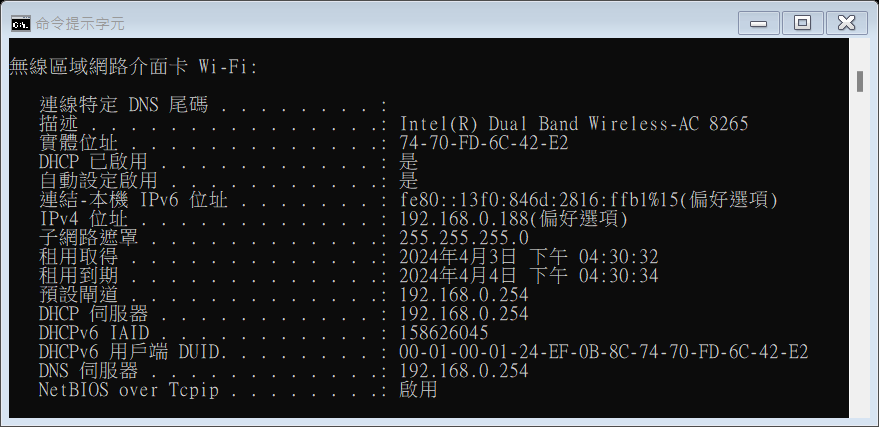 命令提示字元
無線區域網路介面卡 Wi-Fi:
連線特定 DNS 尾碼 . . . . . . . . :
描述 . . . . . . . . . . . . . . .: Intel(R) Dual Band Wireless-AC 8265
實體位址 . . . . . . . . . . . . .: 74-70-FD-6C-42-E2
DHCP 已啟用 . . . . . . . . . . . : 是
自動設定啟用 . . . . . . . . . . .: 是
連結-本機 IPv6 位址 . . . . . . . : fe80::13f0:846d:2816:ffb1%15(偏好選項)
IPv4 位址 . . . . . . . . . . . . : 192.168.0.188(偏好選項)
子網路遮罩 . . . . . . . . . . . .: 255.255.255.0
租用取得 . . . . . . . . . . . . .: 2024年4月3日 下午 04:30:32
租用到期 . . . . . . . . . . . . .: 2024年4月4日 下午 04:30:34
預設閘道 . . . . . . . . . . . . .: 192.168.0.254
DHCP 伺服器 . . . . . . . . . . . : 192.168.0.254
DHCPv6 IAID . . . . . . . . . . . : 158626045
DHCPv6 用戶端 DUID. . . . . . . . : 00-01-00-01-24-EF-0B-8C-74-70-FD-6C-42-E2
DNS 伺服器 . . . . . . . . . . . .: 192.168.0.254
NetBIOS over Tcpip . . . . . . . .: 啟用